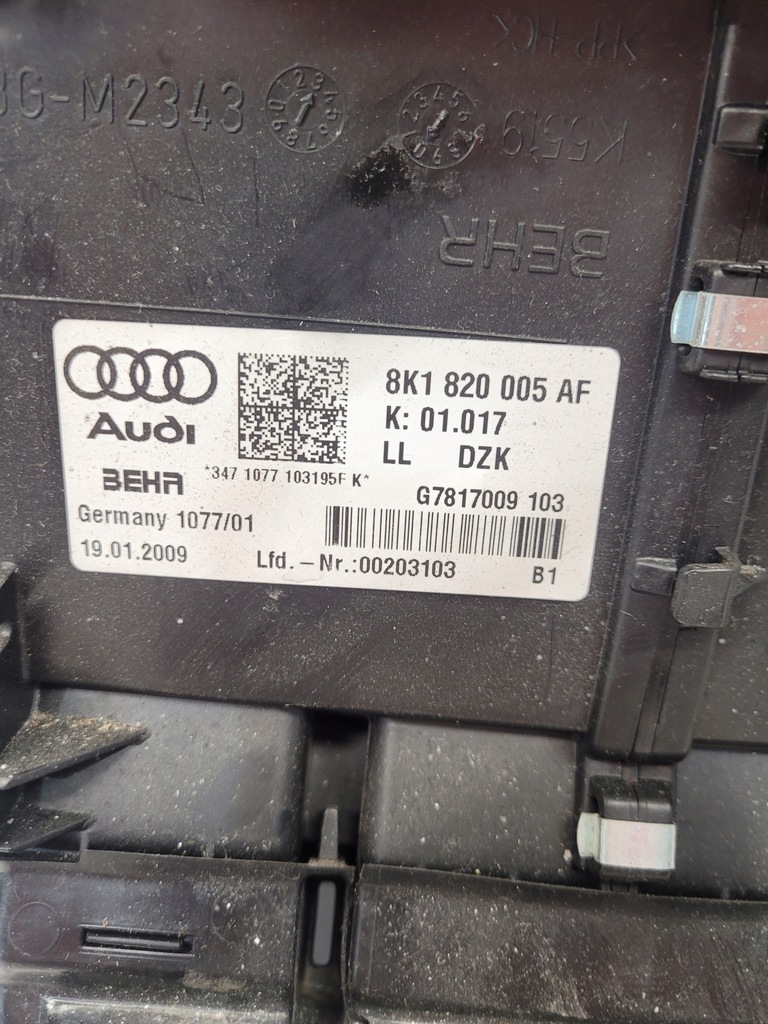 G-M2343
K5519
BEHR
Audi
8K1 820 005 AF
K: 01.017
LL DZK
*347 1077 103195F K*
BEHR
G7817009 103
Germany 1077/01
19.01.2009
Lfd. – Nr.:00203103
B1